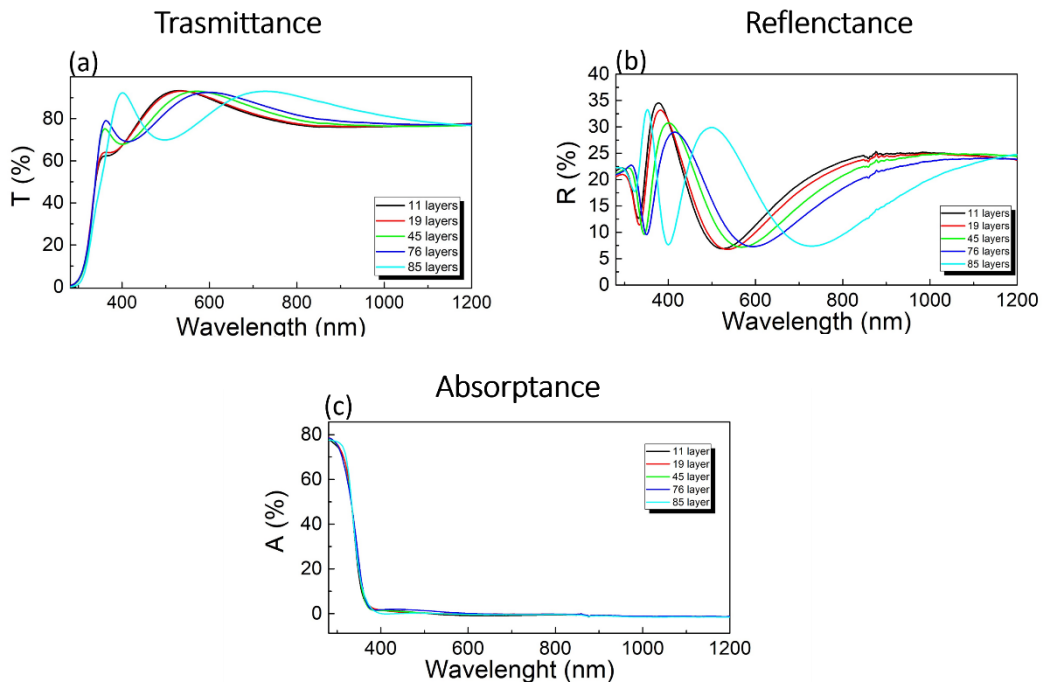 Trasmittance
(a)
T (%)
80
60
40
20
0
400 600 800 1000 1200
Wavelength (nm)
11 layers
19 layers
45 layers
76 layers
85 layers
Reflenctance
(b)
R (%)
40
35
30
25
20
15
10
5
0
400 600 800 1000 1200
Wavelength (nm)
11 layers
19 layers
45 layers
76 layers
85 layers
Absorptance
(c)
A (%)
80
60
40
20
0
400 600 800 1000 1200
Wavelenght (nm)
11 layer
19 layer
45 layer
76 layer
85 layer